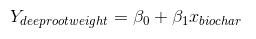 Y_{deeprootweight} = β_0 + β_1 x_{biochar}